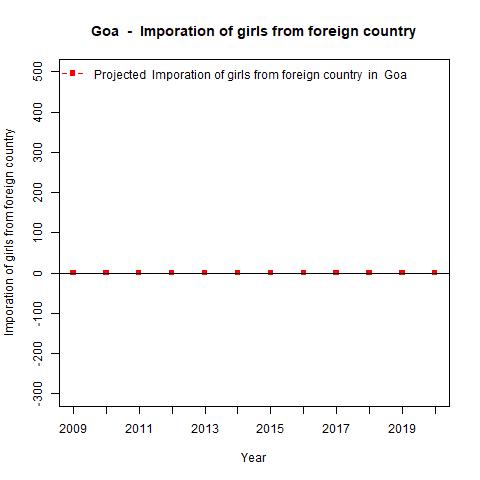 Goa - Imporation of girls from foreign country
Projected Imporation of girls from foreign country in Goa
Imporation of girls from foreign country
500
400
300
200
100
0
-100
-200
-300
2009 2011 2013 2015 2017 2019
Year